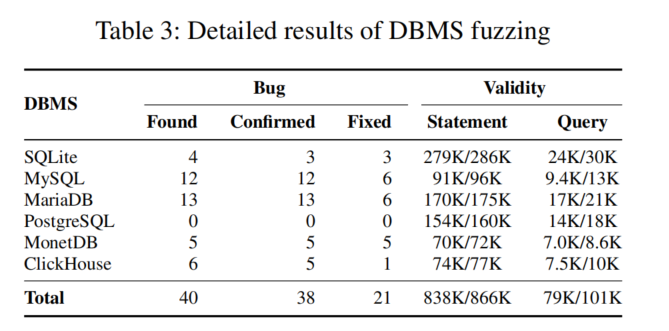 Table 3: Detailed results of DBMS fuzzing
DBMS Bug Validity
Found Confirmed Fixed Statement Query
SQLite 4 3 3 279K/286K 24K/30K
MySQL 12 12 6 91K/96K 9.4K/13K
MariaDB 13 13 6 170K/175K 17K/21K
PostgreSQL 0 0 0 154K/160K 14K/18K
MonetDB 5 5 5 70K/72K 7.0K/8.6K
ClickHouse 6 5 1 74K/77K 7.5K/10K
Total 40 38 21 838K/866K 79K/101K